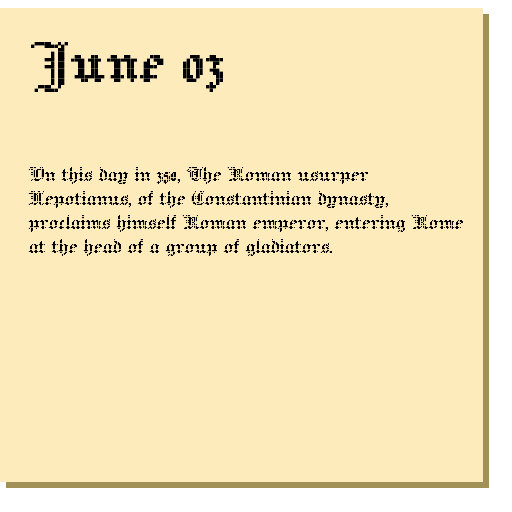 June 03
On this day in 350, The Roman usurper
Nepotianus, of the Constantinian dynasty,
proclaims himself Roman emperor, entering Rome
at the head of a group of gladiators.